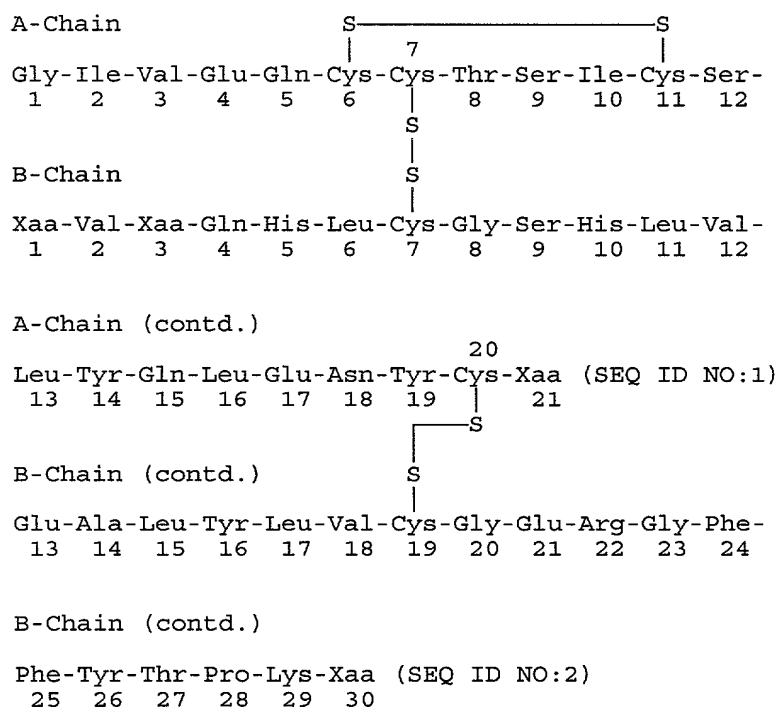 A-Chain
S S
7
Gly-Ile-Val-Glu-Gln-Cys-Cys-Thr-Ser-Ile-Cys-Ser-
1 2 3 4 5 6 8 9 10 11 12
S
S
B-Chain
Xaa-Val-Xaa-Gln-His-Leu-Cys-Gly-Ser-His-Leu-Val-
1 2 3 4 5 6 7 8 9 10 11 12
A-Chain (contd.)
20
Leu-Tyr-Gln-Leu-Glu-Asn-Tyr-Cys-Xaa (SEQ ID NO:1)
13 14 15 16 17 18 19 21
S
S
B-Chain (contd.)
Glu-Ala-Leu-Tyr-Leu-Val-Cys-Gly-Glu-Arg-Gly-Phe-
13 14 15 16 17 18 19 20 21 22 23 24
B-Chain (contd.)
Phe-Tyr-Thr-Pro-Lys-Xaa (SEQ ID NO:2)
25 26 27 28 29 30